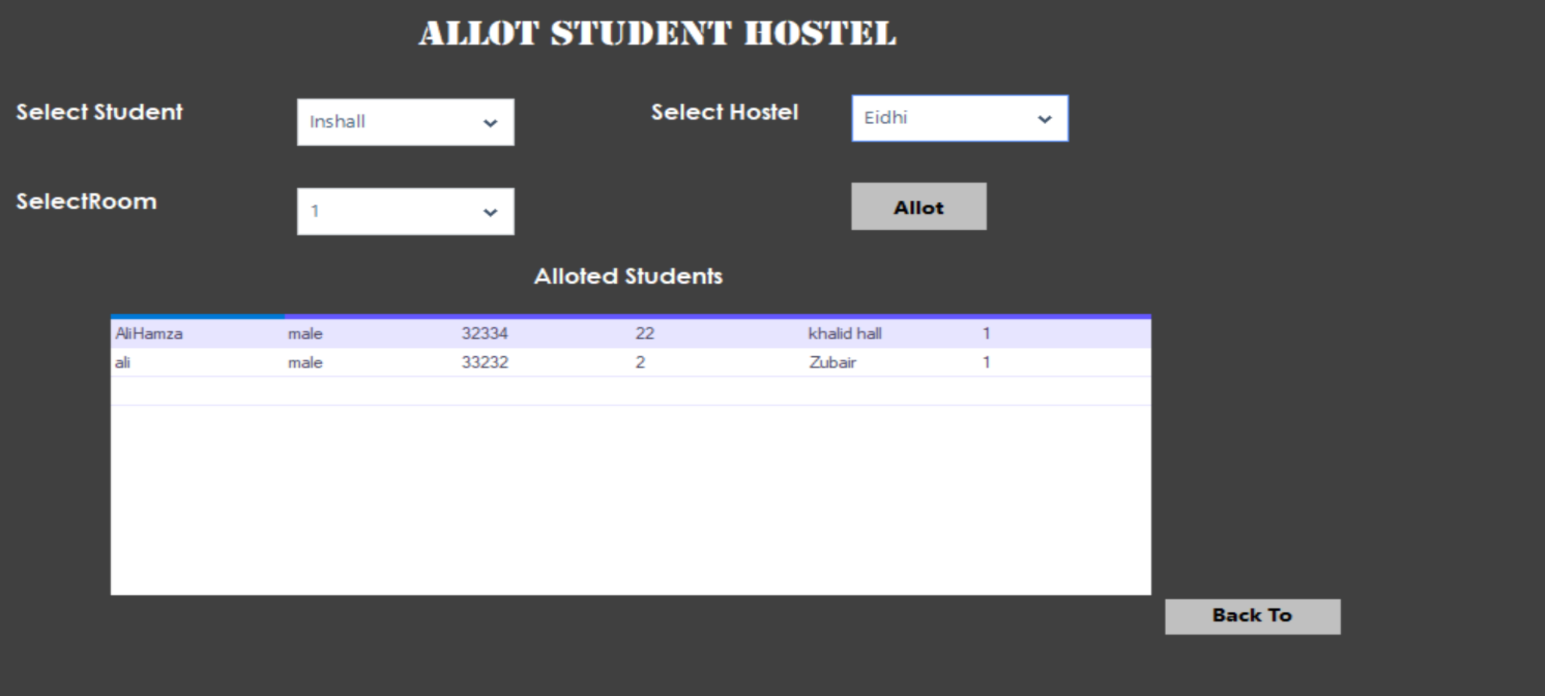 ALLOT STUDENT HOSTEL
Select Student Inshall Select Hostel Eidhi
SelectRoom 1 Allot
Alloted Students
AliHamza male 32334 22 khalid hall 1
ali male 33232 2 Zubair 1
Back To